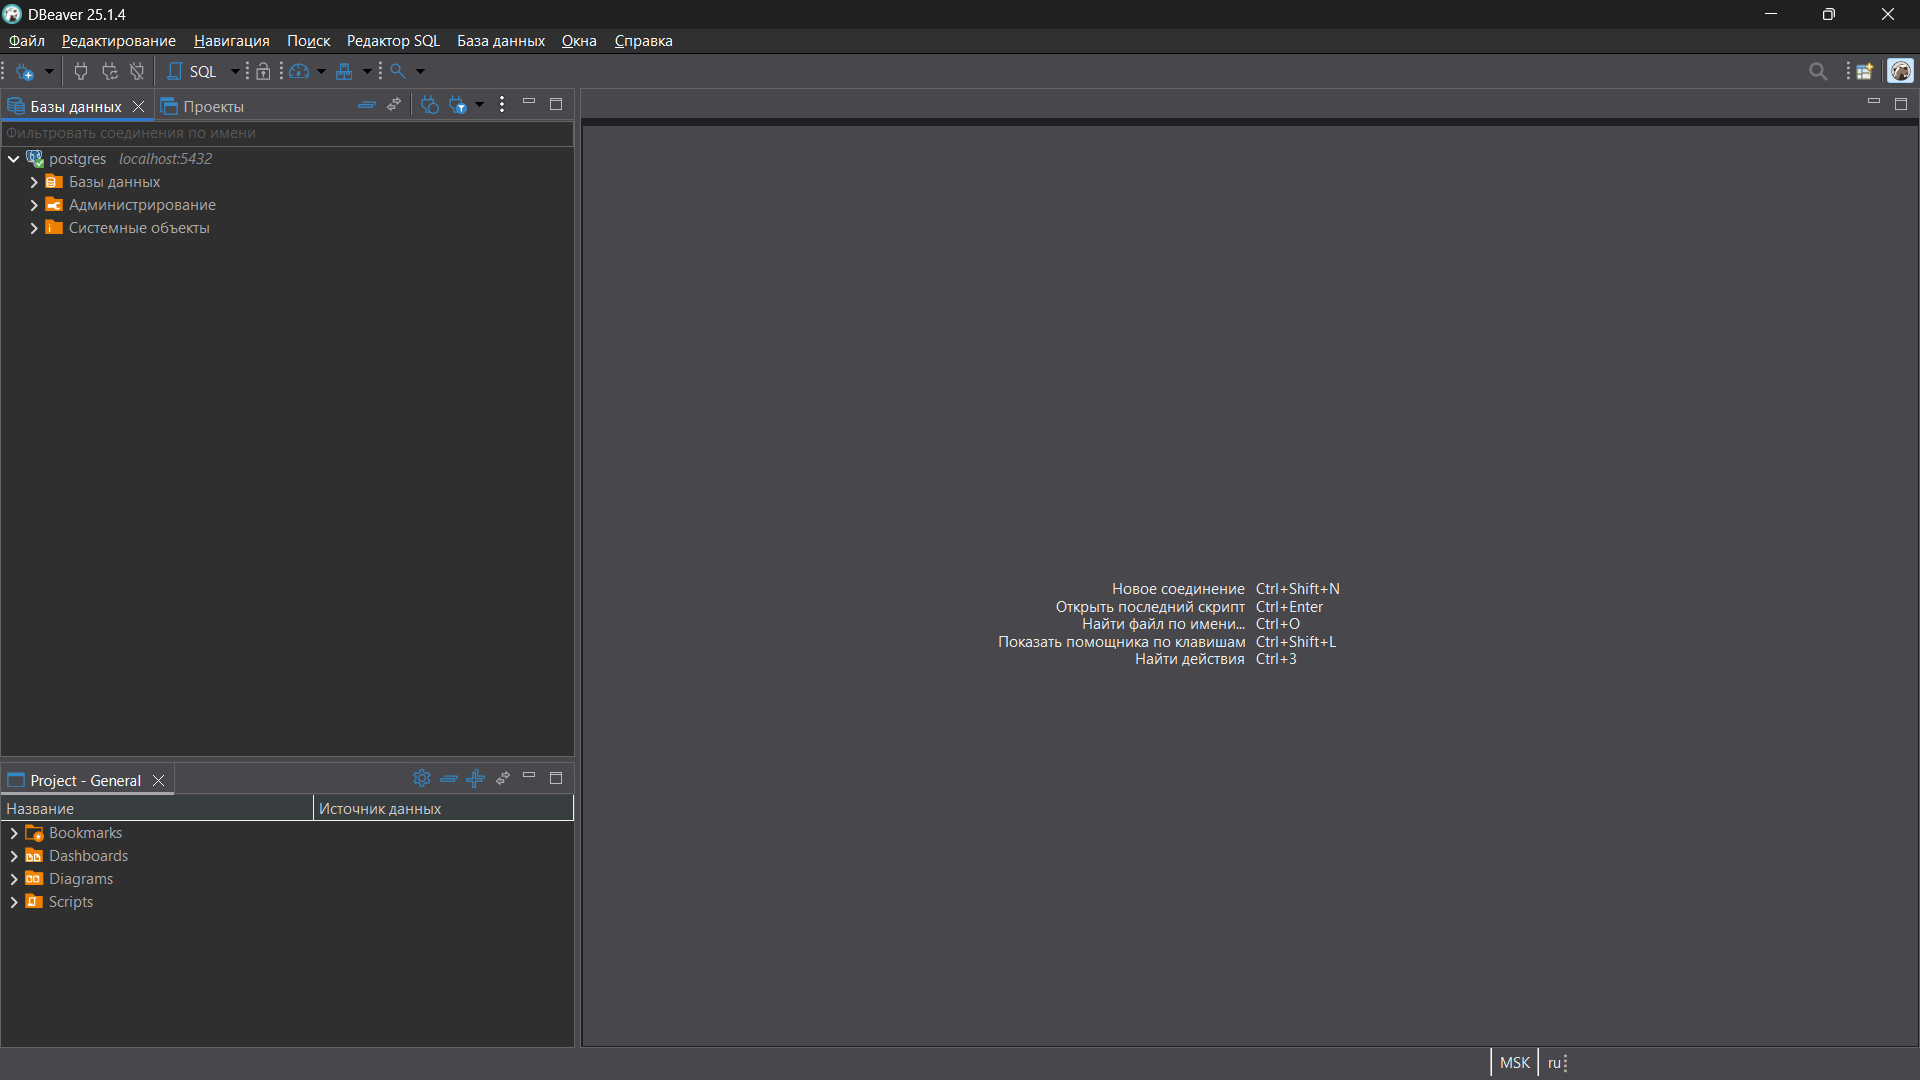 DBeaver 25.1.4
Файл Редактирование Навигация Поиск Редактор SQL База данных Окна Справка
SQL
Базы данных Проекты
Фильтровать соединения по имени
postgres localhost:5432
Базы данных
Администрирование
Системные объекты
Новое соединение Ctrl+Shift+N
Открыть последний скрипт Ctrl+Enter
Найти файл по имени... Ctrl+O
Показать помощника по клавишам Ctrl+Shift+L
Найти действия Ctrl+3
Project - General
Название Источник данных
Bookmarks
Dashboards
Diagrams
Scripts
MSK ru